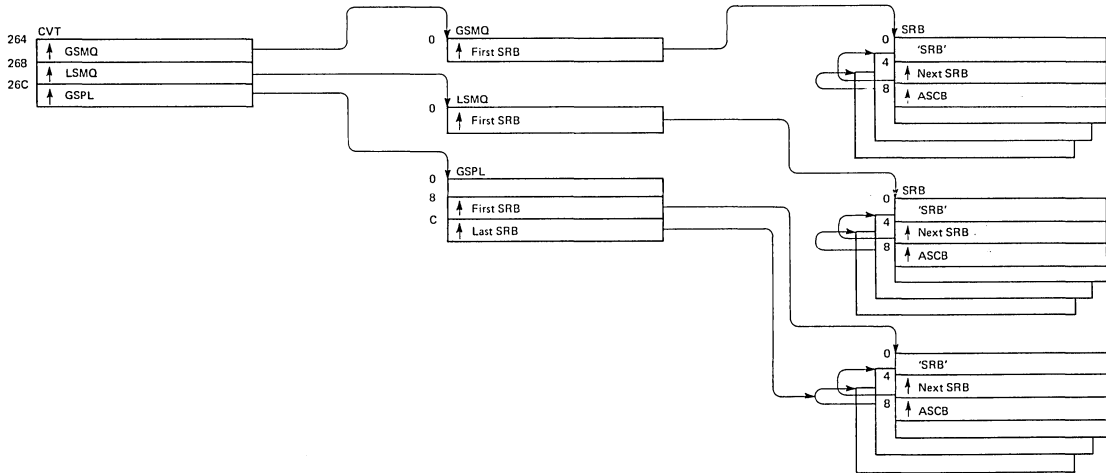 CVT
264
↑ GSMQ
268
↑ LSMQ
26C
↑ GSPL
GSMQ
0
↑ First SRB
LSMQ
0
↑ First SRB
GSPL
0
8
↑ First SRB
C
↑ Last SRB
SRB
0
'SRB'
4
↑ Next SRB
8
↑ ASCB
SRB
0
'SRB'
4
↑ Next SRB
8
↑ ASCB
0
'SRB'
4
↑ Next SRB
8
↑ ASCB